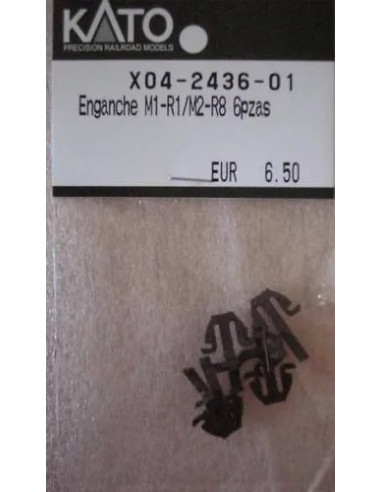 KATO
PRECISION RAILROAD MODELS
X04-2436-01
Enganche M1-R1/M2-R8 6pzas
EUR 6.50